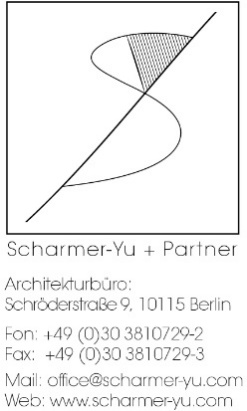 Scharmer-Yu + Partner
Architekturbüro:
Schröderstraße 9, 10115 Berlin
Fon: +49 (0)30 3810729-2
Fax: +49 (0)30 3810729-3
Mail: office@scharmer-yu.com
Web: www.scharmer-yu.com